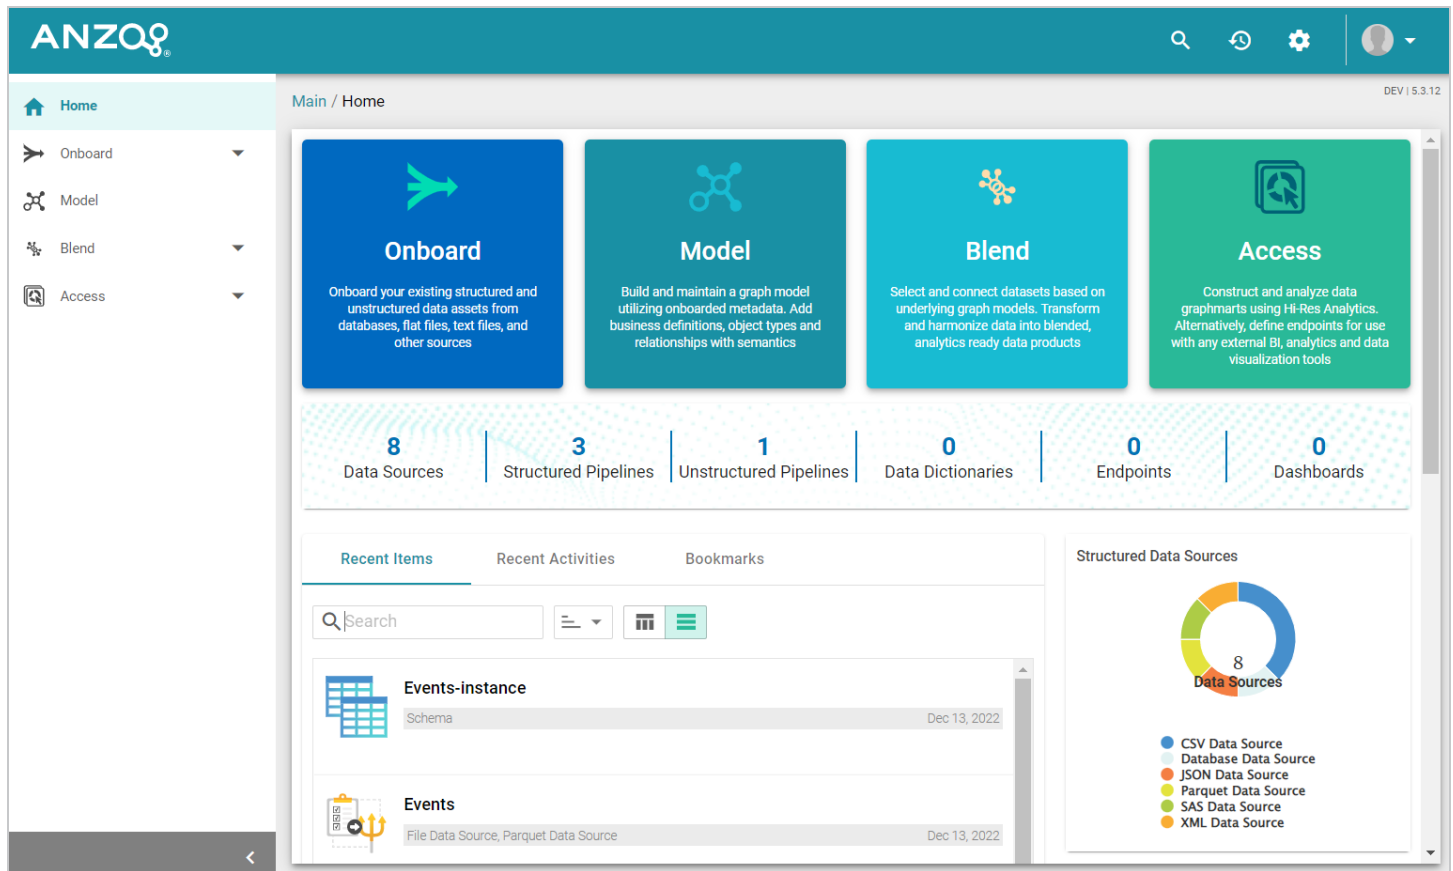 ANZO®
DEV | 5.3.12
Home
Onboard
Model
Blend
Access
Main / Home
Onboard
Onboard your existing structured and
unstructured data assets from
databases, flat files, text files, and
other sources
Model
Build and maintain a graph model
utilizing onboarded metadata. Add
business definitions, object types and
relationships with semantics
Blend
Select and connect datasets based on
underlying graph models. Transform
and harmonize data into blended,
analytics ready data products
Access
Construct and analyze data
graphmarts using Hi-Res Analytics.
Alternatively, define endpoints for use
with any external BI, analytics and data
visualization tools
8
Data Sources
3
Structured Pipelines
1
Unstructured Pipelines
0
Data Dictionaries
0
Endpoints
0
Dashboards
Recent Items
Recent Activities
Bookmarks
Search
Events-instance
Schema
Dec 13, 2022
Events
File Data Source, Parquet Data Source
Dec 13, 2022
Structured Data Sources
8
Data Sources
CSV Data Source
Database Data Source
JSON Data Source
Parquet Data Source
SAS Data Source
XML Data Source